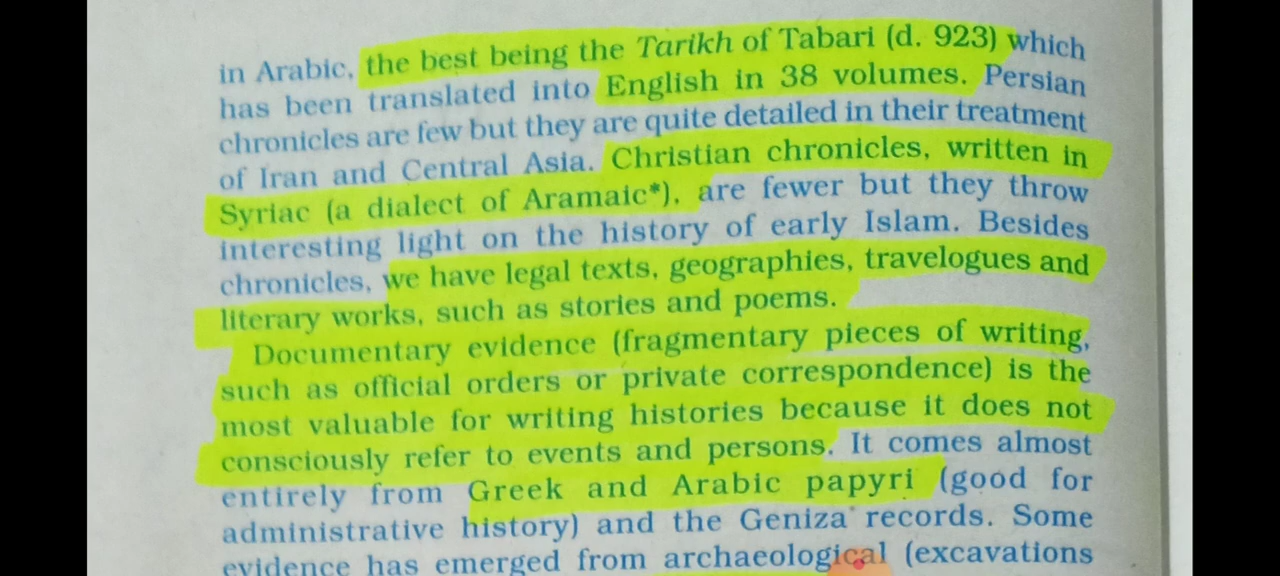 in Arabic, the best being the Tarikh of Tabari (d. 923) which
has been translated into English in 38 volumes. Persian
chronicles are few but they are quite detailed in their treatment
of Iran and Central Asia. Christian chronicles, written in
Syriac (a dialect of Aramaic*), are fewer but they throw
interesting light on the history of early Islam. Besides
chronicles, we have legal texts, geographies, travelogues and
literary works, such as stories and poems.
Documentary evidence (fragmentary pieces of writing,
such as official orders or private correspondence) is the
most valuable for writing histories because it does not
consciously refer to events and persons. It comes almost
entirely from Greek and Arabic papyri (good for
administrative history) and the Geniza records. Some
evidence has emerged from archaeological (excavations